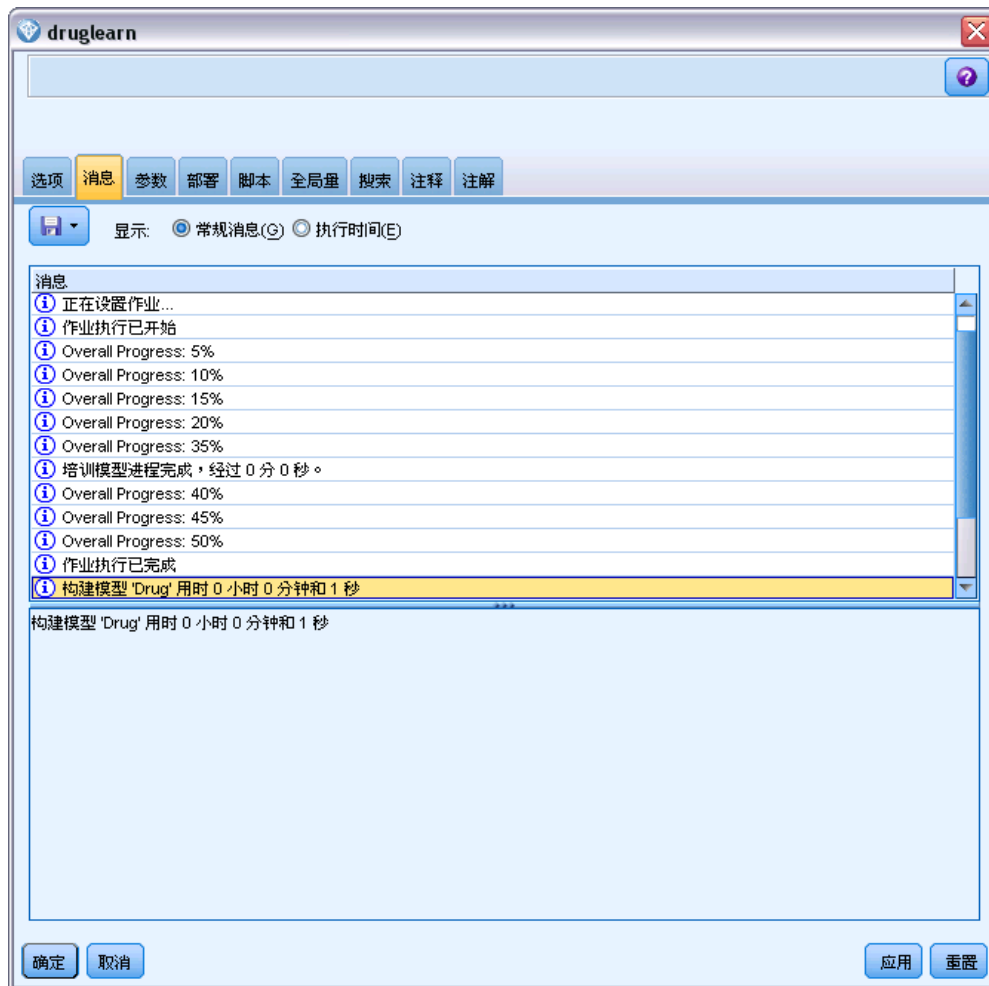 druglearn
选项 消息 参数 部署 脚本 全局量 搜索 注释 注解
显示: 常规消息(G) 执行时间(E)
消息
正在设置作业...
作业执行已开始
Overall Progress: 5%
Overall Progress: 10%
Overall Progress: 15%
Overall Progress: 20%
Overall Progress: 35%
培训模型进程完成，经过 0 分 0 秒。
Overall Progress: 40%
Overall Progress: 45%
Overall Progress: 50%
作业执行已完成
构建模型 'Drug' 用时 0 小时 0 分钟和 1 秒
构建模型 'Drug' 用时 0 小时 0 分钟和 1 秒
确定 取消 应用 重置